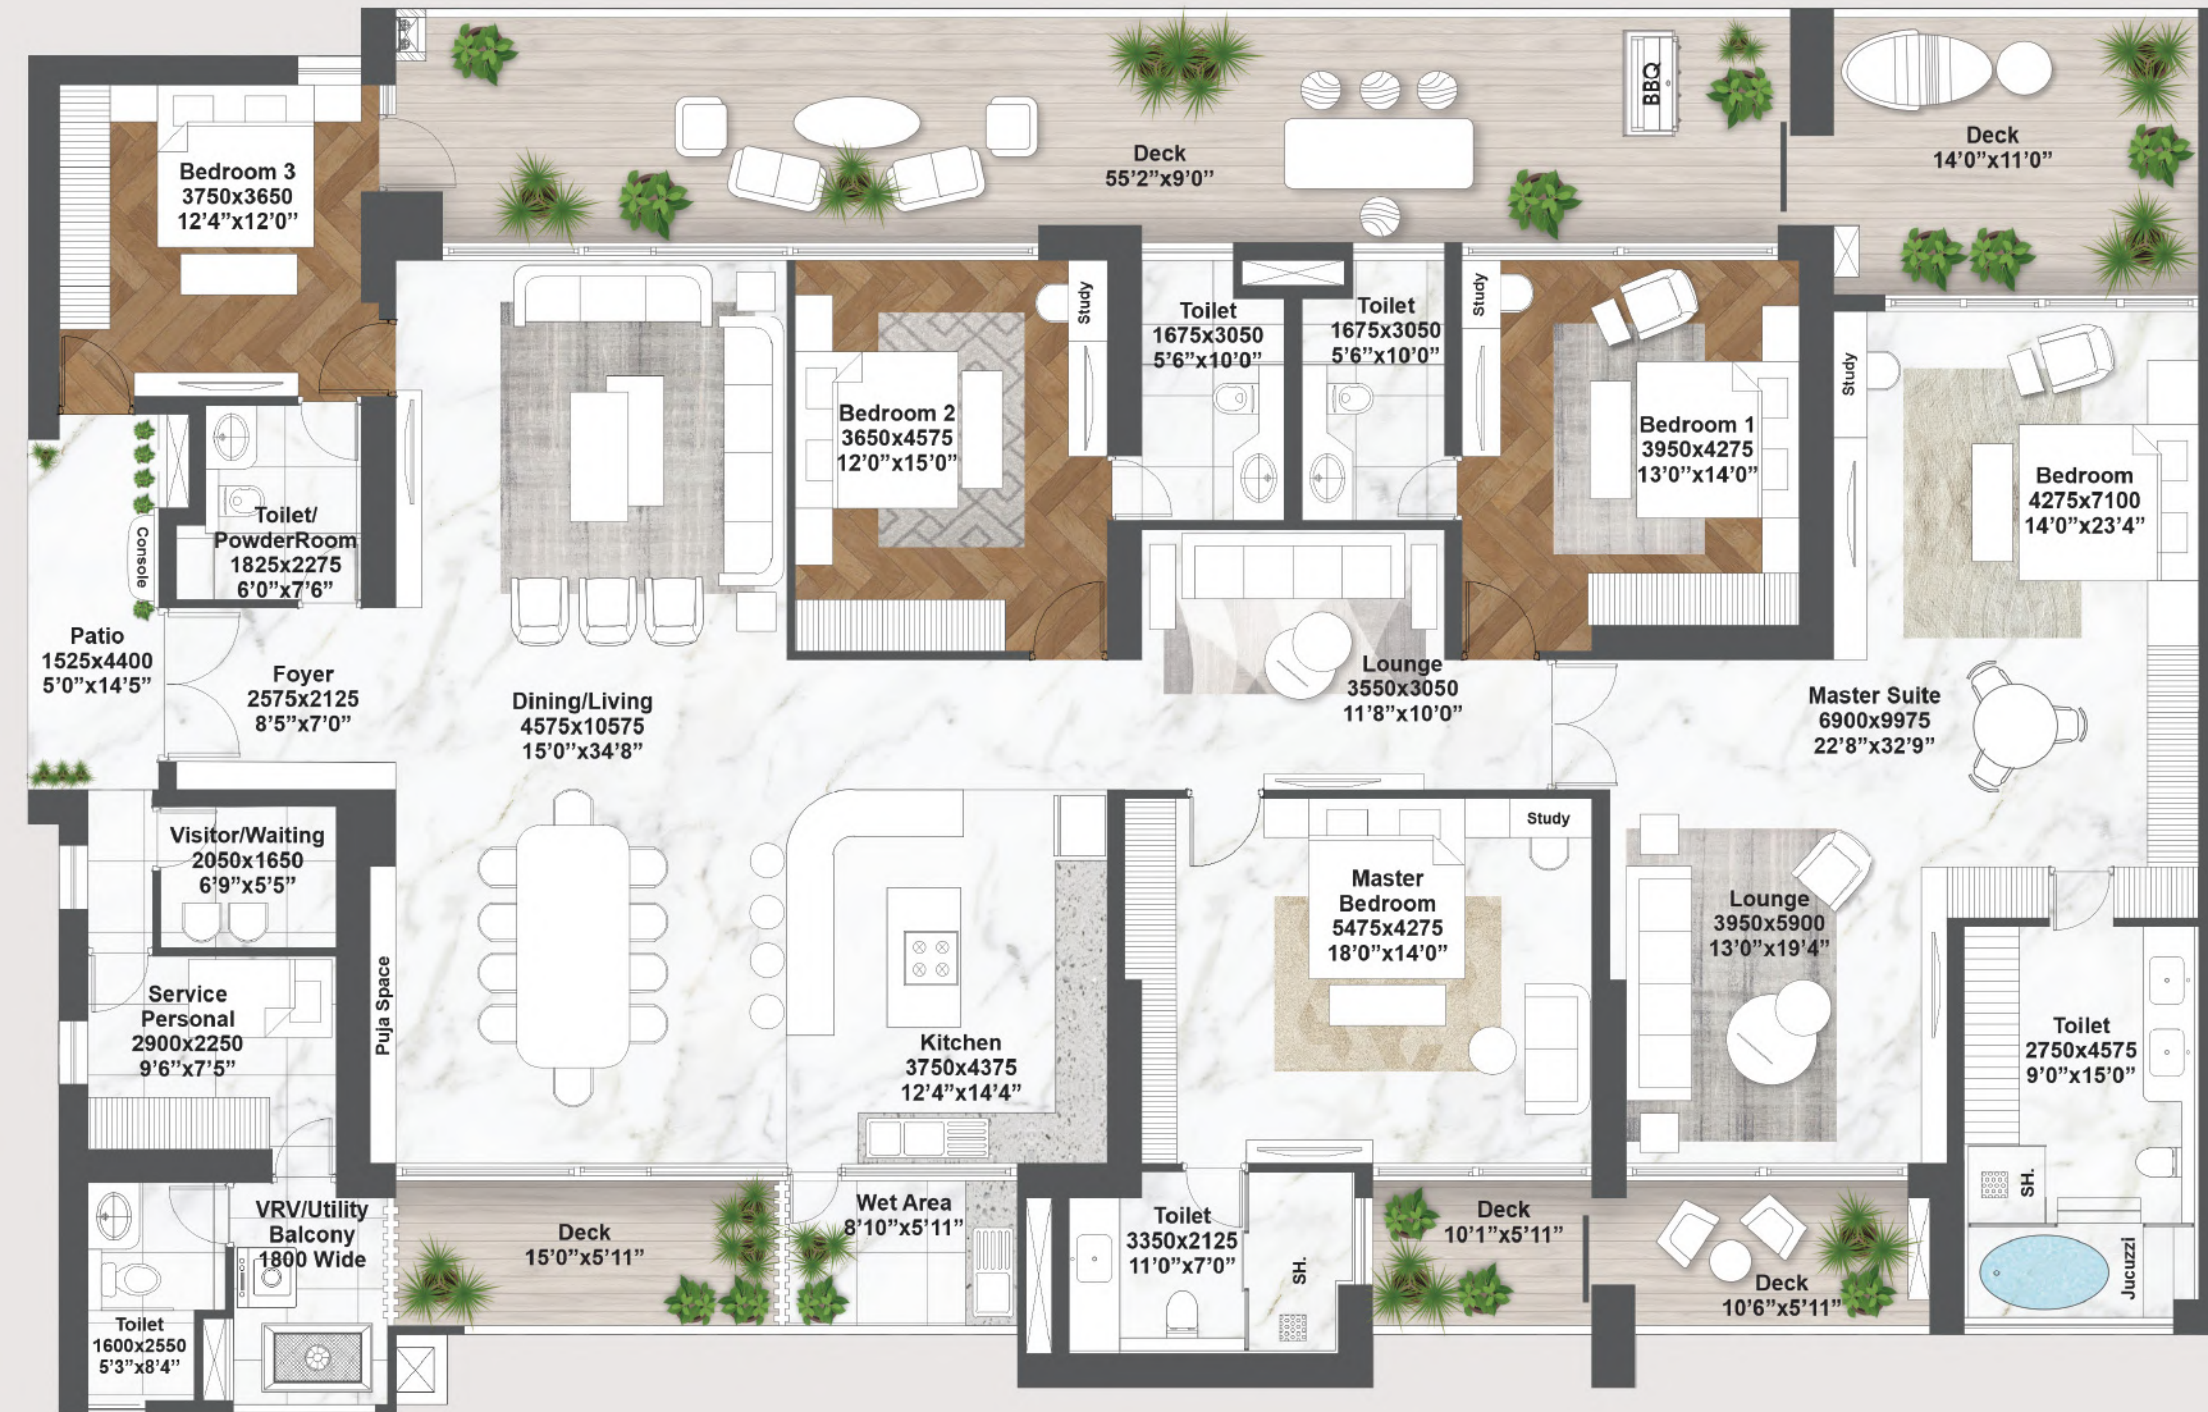 Bedroom 3
3750x3650
12'4"x12'0"
Deck
55'2"x9'0"
BBQ
Deck
14'0"x11'0"
Study
Toilet
1675x3050
5'6"x10'0"
Toilet
1675x3050
5'6"x10'0"
Study
Study
Bedroom 2
3650x4575
12'0"x15'0"
Bedroom 1
3950x4275
13'0"x14'0"
Bedroom
4275x7100
14'0"x23'4"
Toilet/
PowderRoom
1825x2275
6'0"x7'6"
Console
Patio
1525x4400
5'0"x14'5"
Foyer
2575x2125
8'5"x7'0"
Dining/Living
4575x10575
15'0"x34'8"
Lounge
3550x3050
11'8"x10'0"
Master Suite
6900x9975
22'8"x32'9"
Visitor/Waiting
2050x1650
6'9"x5'5"
Study
Master
Bedroom
5475x4275
18'0"x14'0"
Lounge
3950x5900
13'0"x19'4"
Service
Personal
2900x2250
9'6"x7'5"
Puja Space
Kitchen
3750x4375
12'4"x14'4"
Toilet
2750x4575
9'0"x15'0"
SH.
VRV/Utility
Balcony
1800 Wide
Deck
15'0"x5'11"
Wet Area
8'10"x5'11"
Toilet
3350x2125
11'0"x7'0"
SH.
Deck
10'1"x5'11"
Deck
10'6"x5'11"
Jucuzzi
Toilet
1600x2550
5'3"x8'4"